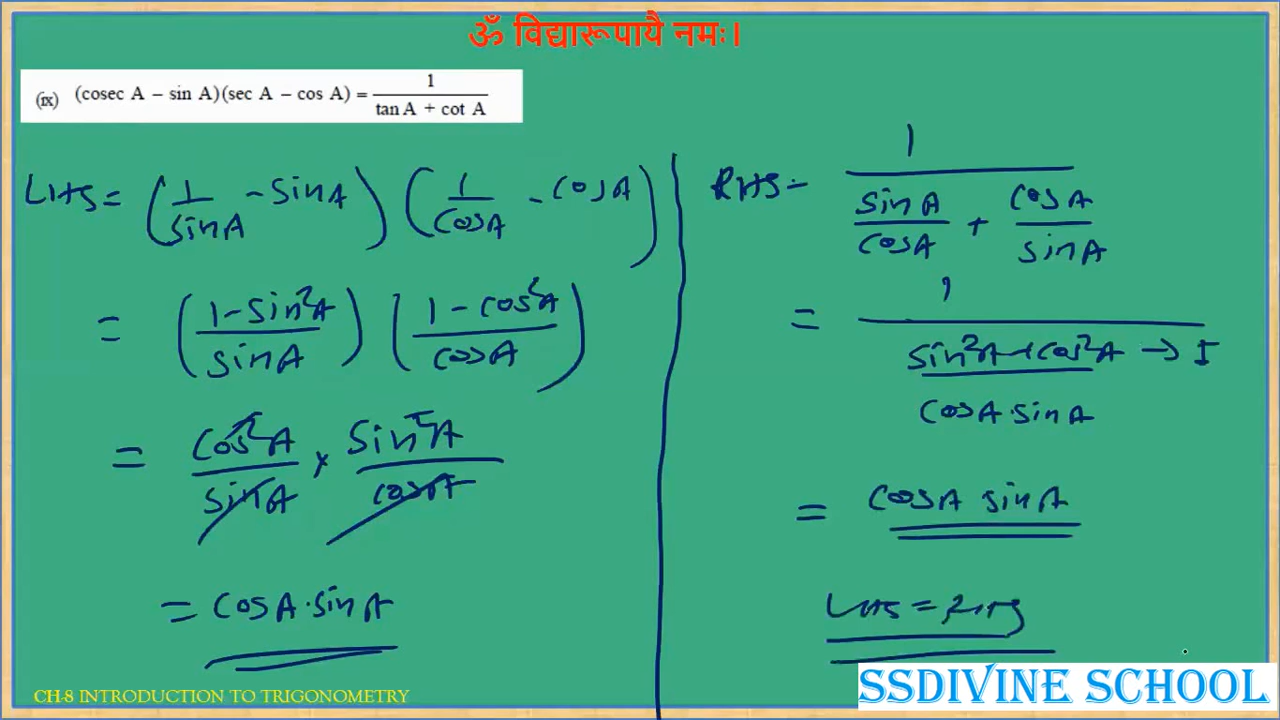 ॐ विद्यारूपायै नमः।
(ix) (cosec A − sin A)(sec A − cos A) = 1/(tan A + cot A)
LHS = (1/sinA - sinA) (1/cosA - cosA)
= ((1-sin²A)/sinA) ((1-cos²A)/cosA)
= cos²A/sinA × sin²A/cosA
= cosA·sinA
RHS = 1/(sinA/cosA + cosA/sinA)
= 1/((sin²A+cos²A)/(cosA·sinA)) → I
= cosA sinA
LHS = RHS
CH-8 INTRODUCTION TO TRIGONOMETRY
SSDIVINE SCHOOL